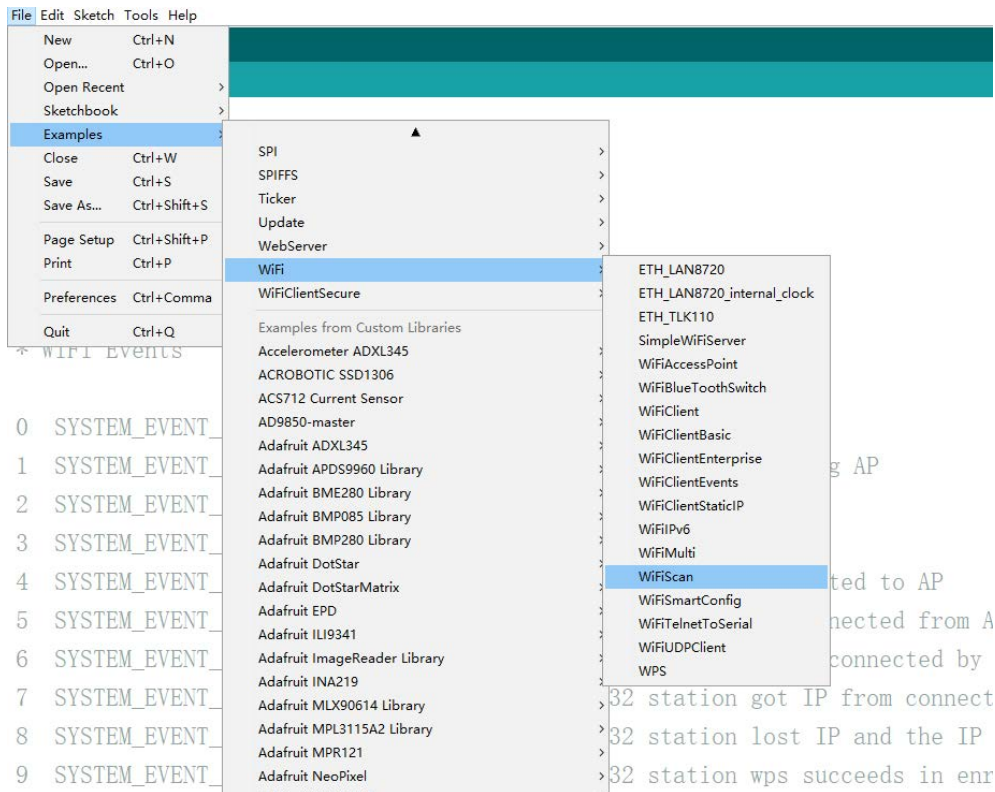 File Edit Sketch Tools Help
New Ctrl+N
Open... Ctrl+O
Open Recent
Sketchbook
Examples
Close Ctrl+W
Save Ctrl+S
Save As... Ctrl+Shift+S
Page Setup Ctrl+Shift+P
Print Ctrl+P
Preferences Ctrl+Comma
Quit Ctrl+Q
SPI
SPIFFS
Ticker
Update
WebServer
WiFi
WiFiClientSecure
Examples from Custom Libraries
Accelerometer ADXL345
ACROBOTIC SSD1306
ACS712 Current Sensor
AD9850-master
Adafruit ADXL345
Adafruit APDS9960 Library
Adafruit BME280 Library
Adafruit BMP085 Library
Adafruit BMP280 Library
Adafruit DotStar
Adafruit DotStarMatrix
Adafruit EPD
Adafruit ILI9341
Adafruit ImageReader Library
Adafruit INA219
Adafruit MLX90614 Library
Adafruit MPL3115A2 Library
Adafruit MPR121
Adafruit NeoPixel
ETH_LAN8720
ETH_LAN8720_internal_clock
ETH_TLK110
SimpleWiFiServer
WiFiAccessPoint
WiFiBlueToothSwitch
WiFiClient
WiFiClientBasic
WiFiClientEnterprise
WiFiClientEvents
WiFiClientStaticIP
WiFiIPv6
WiFiMulti
WiFiScan
WiFiSmartConfig
WiFiTelnetToSerial
WiFiUDPClient
WPS
* WiFi Events
0 SYSTEM_EVENT_
1 SYSTEM_EVENT_ g AP
2 SYSTEM_EVENT_
3 SYSTEM_EVENT_
4 SYSTEM_EVENT_ ted to AP
5 SYSTEM_EVENT_ nected from A
6 SYSTEM_EVENT_ connected by
7 SYSTEM_EVENT_ 32 station got IP from connect
8 SYSTEM_EVENT_ 32 station lost IP and the IP
9 SYSTEM_EVENT_ 32 station wps succeeds in enr